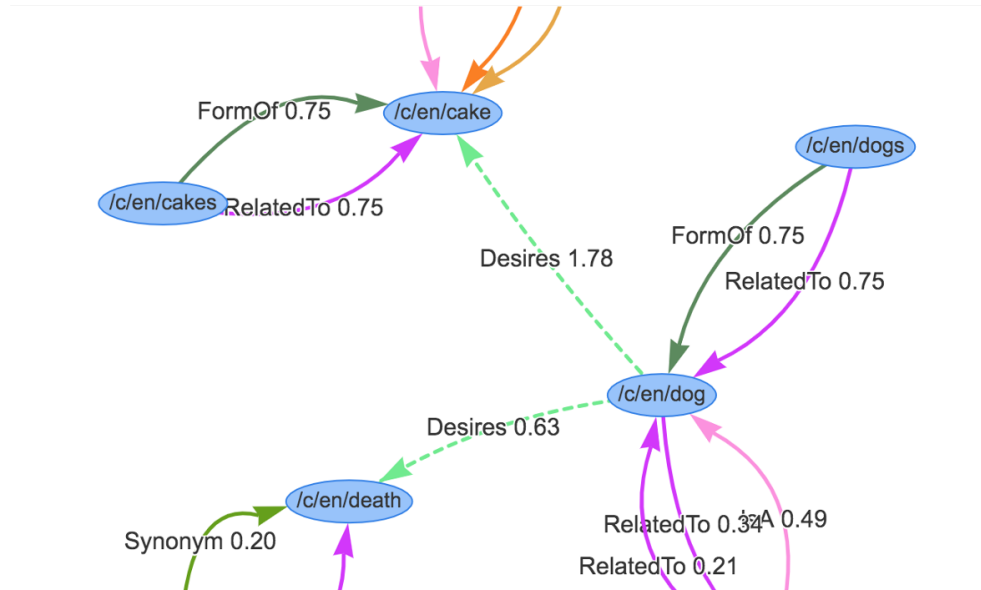 FormOf 0.75
/c/en/cake
/c/en/dogs
/c/en/cakes
RelatedTo 0.75
FormOf 0.75
Desires 1.78
RelatedTo 0.75
/c/en/dog
Desires 0.63
/c/en/death
RelatedTo 0.34
IsA 0.49
Synonym 0.20
RelatedTo 0.21